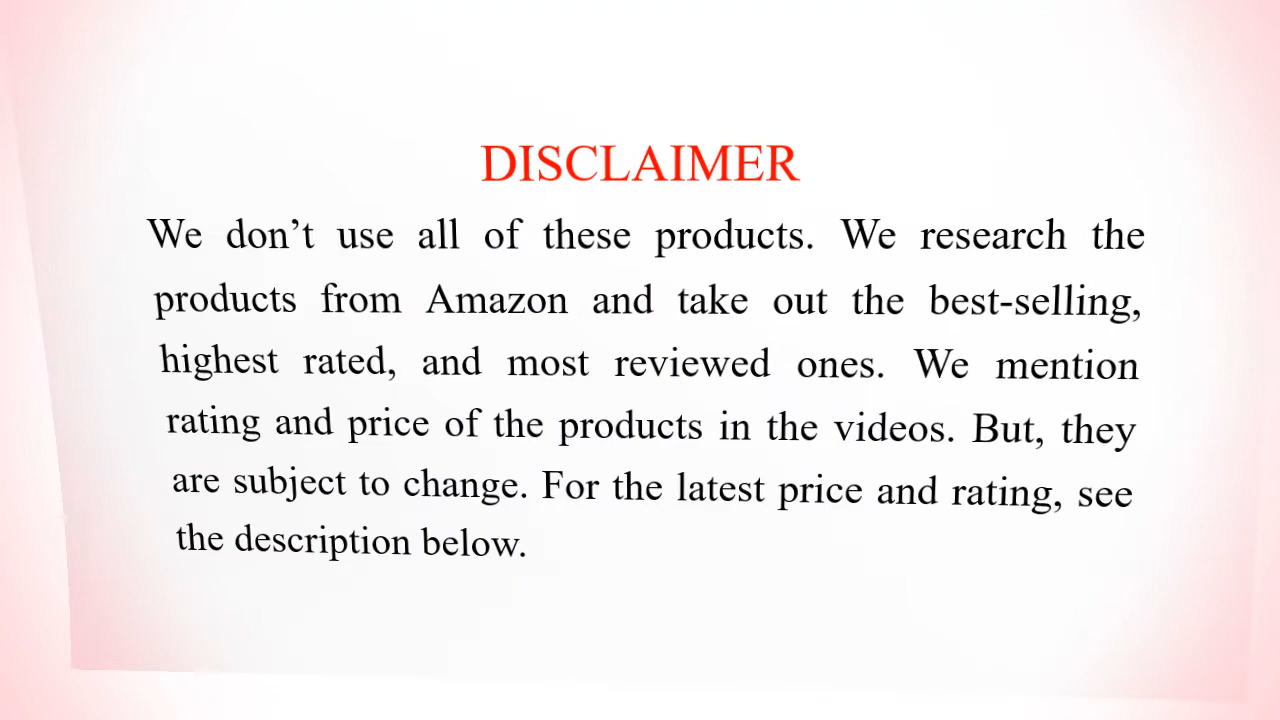 DISCLAIMER
We don’t use all of these products. We research the
products from Amazon and take out the best-selling,
highest rated, and most reviewed ones. We mention
rating and price of the products in the videos. But, they
are subject to change. For the latest price and rating, see
the description below.